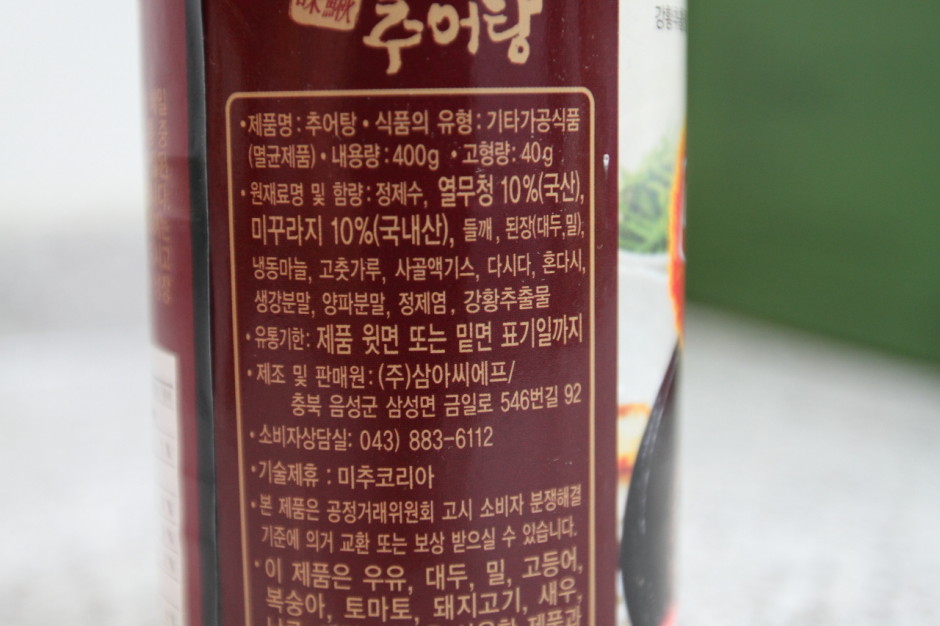 추어탕
•제품명: 추어탕 • 식품의 유형: 기타가공식품
(멸균제품) • 내용량: 400g • 고형량: 40g
•원재료명 및 함량: 정제수, 열무청 10%(국산),
미꾸라지 10%(국내산), 들깨, 된장(대두,밀),
냉동마늘, 고춧가루, 사골액기스, 다시다, 혼다시,
생강분말, 양파분말, 정제염, 강황추출물
•유통기한: 제품 윗면 또는 밑면 표기일까지
•제조 및 판매원: (주)삼아씨에프/
충북 음성군 삼성면 금일로 546번길 92
•소비자상담실: 043) 883-6112
•기술제휴 : 미추코리아
•본 제품은 공정거래위원회 고시 소비자 분쟁해결
기준에 의거 교환 또는 보상 받으실 수 있습니다.
•이 제품은 우유, 대두, 밀, 고등어,
복숭아, 토마토, 돼지고기, 새우,